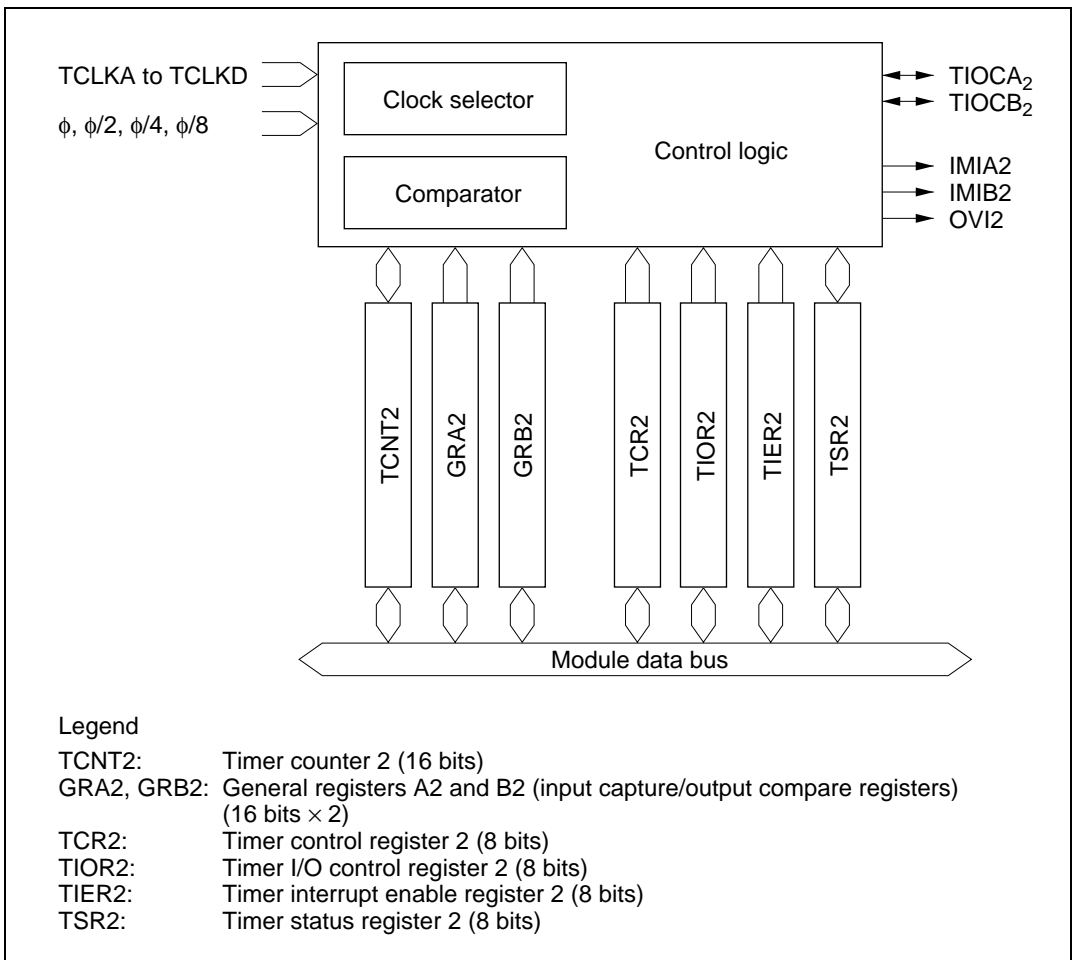 TCLKA to TCLKD
ϕ, ϕ/2, ϕ/4, ϕ/8
Clock selector
Comparator
Control logic
TIOCA2
TIOCB2
IMIA2
IMIB2
OVI2
TCNT2
GRA2
GRB2
TCR2
TIOR2
TIER2
TSR2
Module data bus
Legend
TCNT2: Timer counter 2 (16 bits)
GRA2, GRB2: General registers A2 and B2 (input capture/output compare registers)
(16 bits × 2)
TCR2: Timer control register 2 (8 bits)
TIOR2: Timer I/O control register 2 (8 bits)
TIER2: Timer interrupt enable register 2 (8 bits)
TSR2: Timer status register 2 (8 bits)